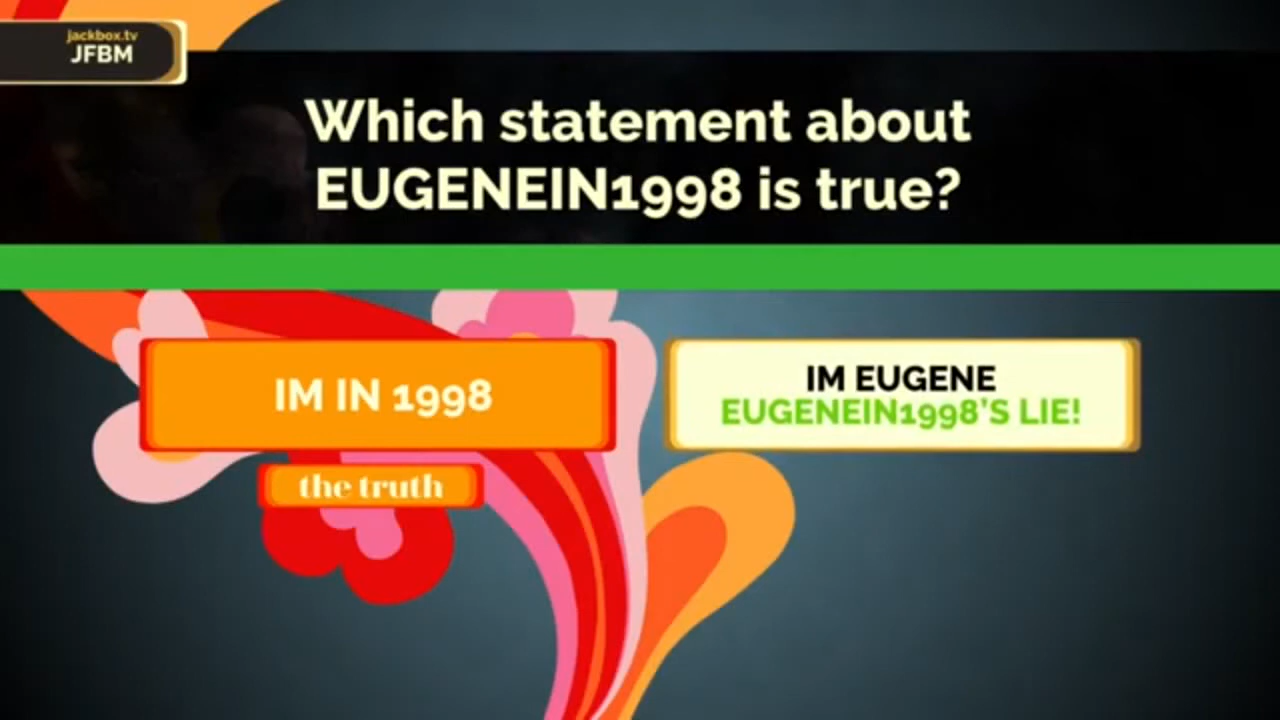 jackbox.tv
JFBM
Which statement about
EUGENEIN1998 is true?
IM IN 1998
the truth
IM EUGENE
EUGENEIN1998'S LIE!